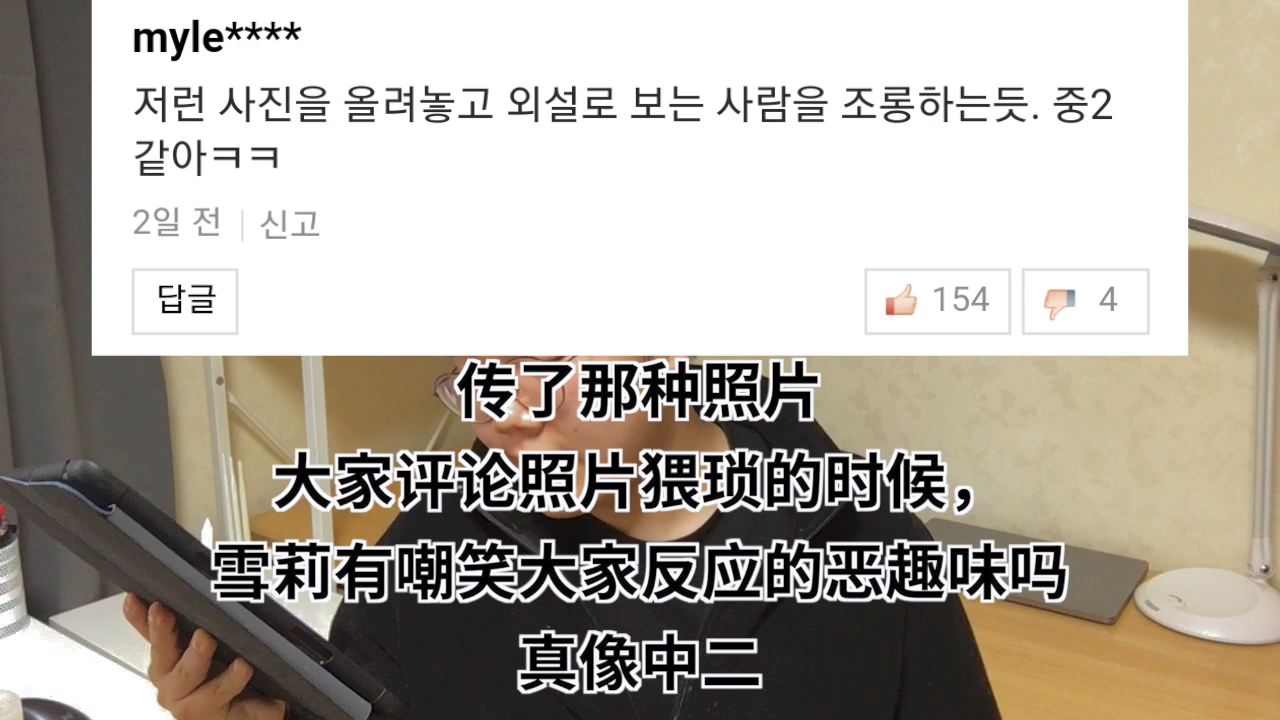 myle****
저런 사진을 올려놓고 외설로 보는 사람을 조롱하는듯. 중2
같아ㅋㅋ
2일 전 | 신고
답글
154
4
传了那种照片
大家评论照片猥琐的时候，
雪莉有嘲笑大家反应的恶趣味吗
真像中二